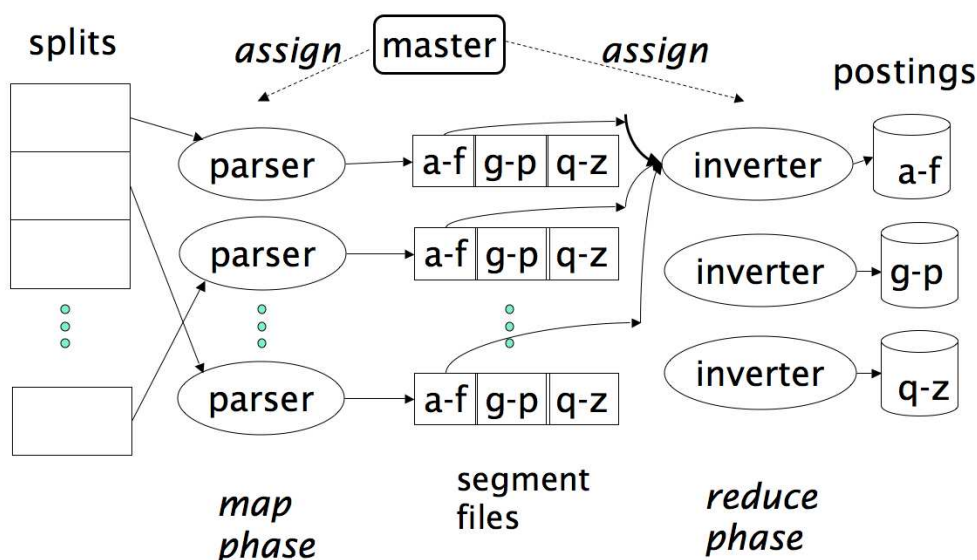 splits
assign
master
assign
postings
parser
a-f g-p q-z
inverter
a-f
parser
a-f g-p q-z
inverter
g-p
parser
a-f g-p q-z
inverter
q-z
map
phase
segment
files
reduce
phase